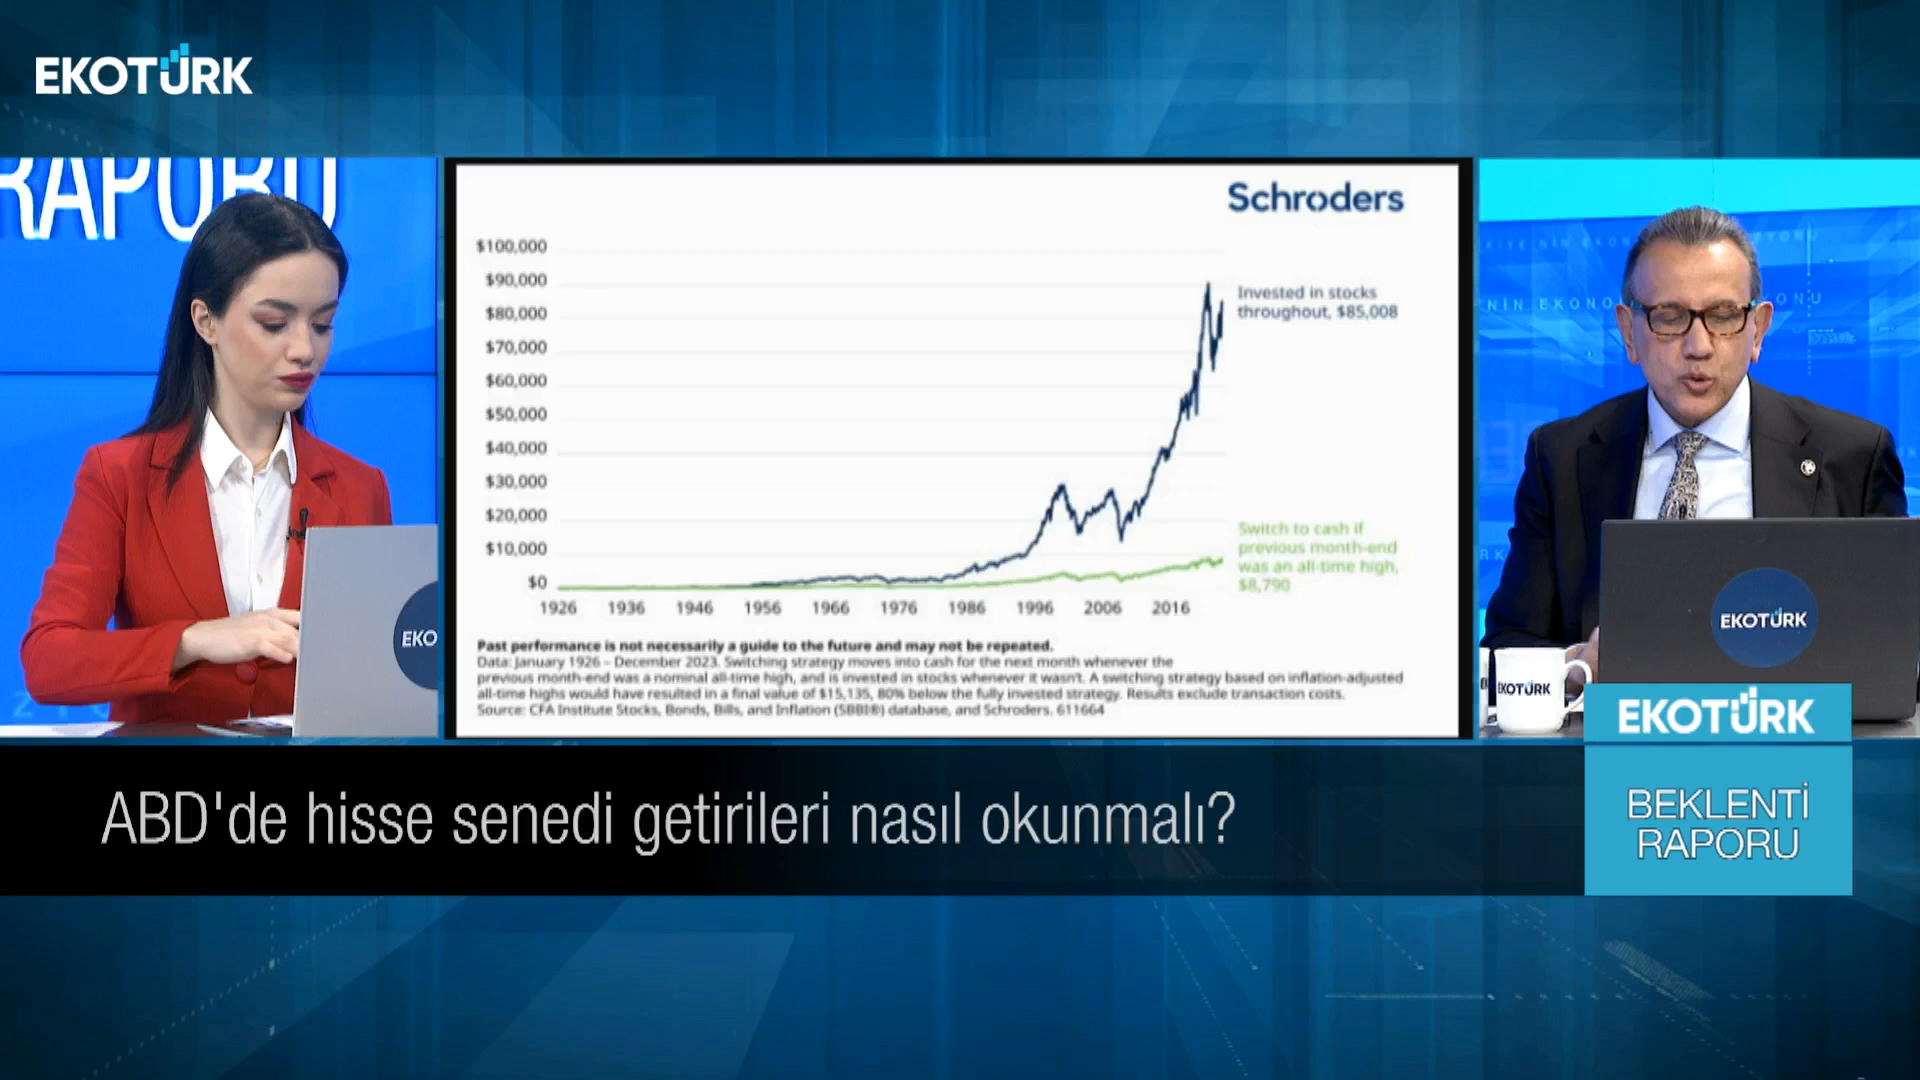 EKOTÜRK
RAPORU
Schroders
$100,000
$90,000
$80,000
$70,000
$60,000
$50,000
$40,000
$30,000
$20,000
$10,000
$0
1926 1936 1946 1956 1966 1976 1986 1996 2006 2016
Invested in stocks
throughout, $85,008
Switch to cash if
previous month-end
was an all-time high,
$8,790
Past performance is not necessarily a guide to the future and may not be repeated.
Data: January 1926 – December 2023. Switching strategy moves into cash for the next month whenever the
previous month-end was a nominal all-time high, and is invested in stocks whenever it wasn't. A switching strategy based on inflation-adjusted
all-time highs would have resulted in a final value of $15,135, 80% below the fully invested strategy. Results exclude transaction costs.
Source: CFA Institute Stocks, Bonds, Bills, and Inflation (SBBI®) database, and Schroders. 611664
EKO
EKOTÜRK
EKOTÜRK
EKOTÜRK
BEKLENTİ
RAPORU
ABD'de hisse senedi getirileri nasıl okunmalı?